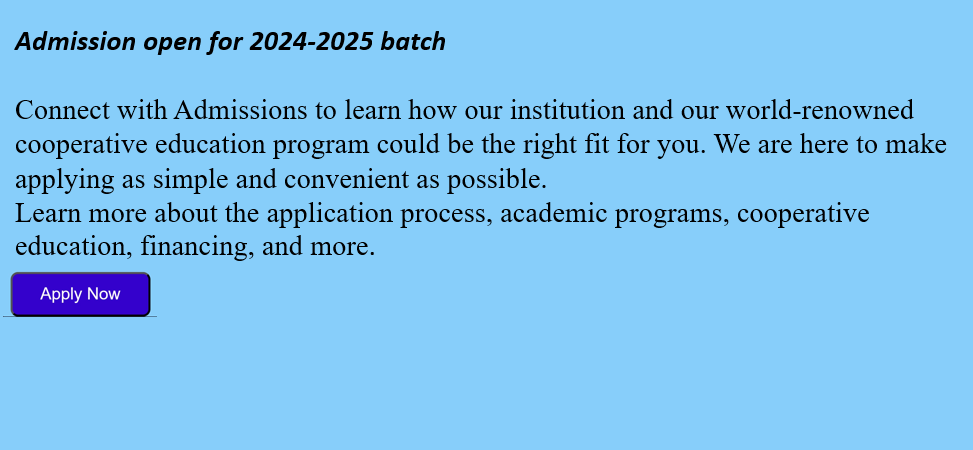 Admission open for 2024-2025 batch
Connect with Admissions to learn how our institution and our world-renowned
cooperative education program could be the right fit for you. We are here to make
applying as simple and convenient as possible.
Learn more about the application process, academic programs, cooperative
education, financing, and more.
Apply Now